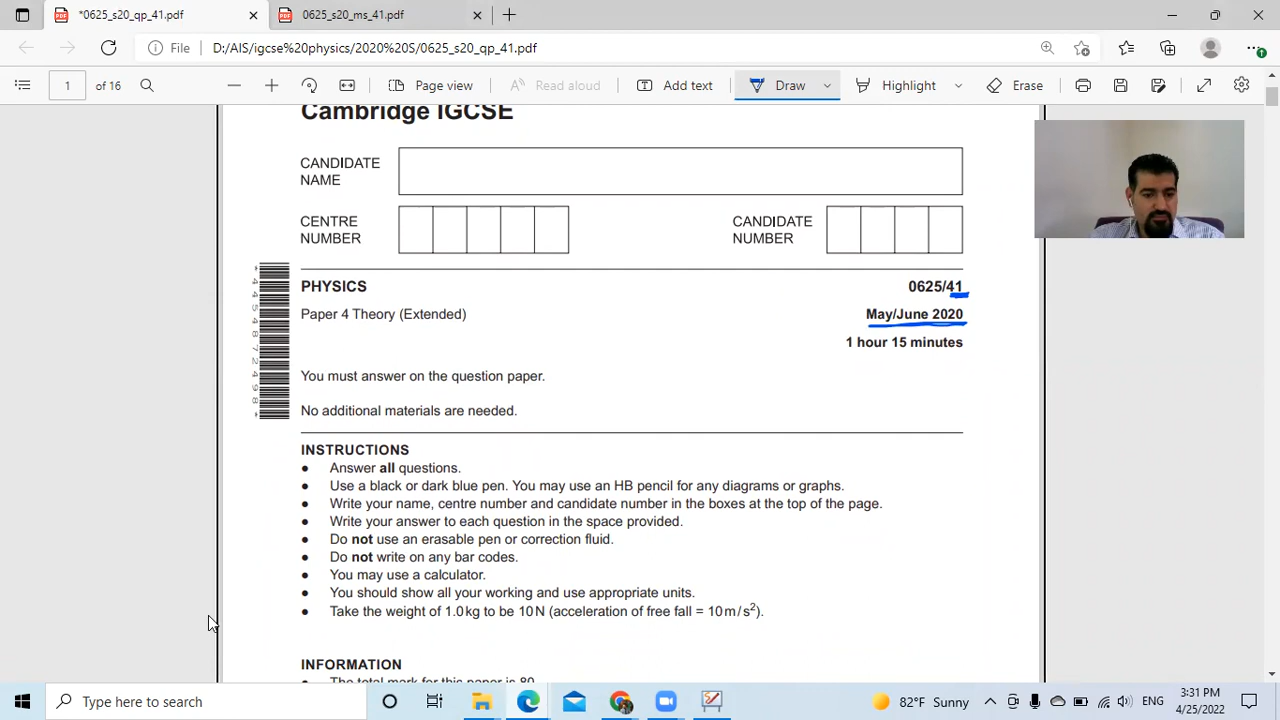 *0625_s20_qp_41.pdf
0625_s20_ms_41.pdf
File
D:/AIS/igcse%20physics/2020%20S/0625_s20_qp_41.pdf
1 of 16
Page view
Read aloud
Add text
Draw
Highlight
Erase
Cambridge IGCSE
CANDIDATE
NAME
CENTRE
NUMBER
CANDIDATE
NUMBER
PHYSICS 0625/41
Paper 4 Theory (Extended) May/June 2020
1 hour 15 minutes
You must answer on the question paper.
No additional materials are needed.
INSTRUCTIONS
● Answer all questions.
● Use a black or dark blue pen. You may use an HB pencil for any diagrams or graphs.
● Write your name, centre number and candidate number in the boxes at the top of the page.
● Write your answer to each question in the space provided.
● Do not use an erasable pen or correction fluid.
● Do not write on any bar codes.
● You may use a calculator.
● You should show all your working and use appropriate units.
● Take the weight of 1.0 kg to be 10 N (acceleration of free fall = 10 m/s²).
INFORMATION
● The total mark for this paper is 80.
Type here to search
82°F Sunny
ENG
3:31 PM
4/25/2022